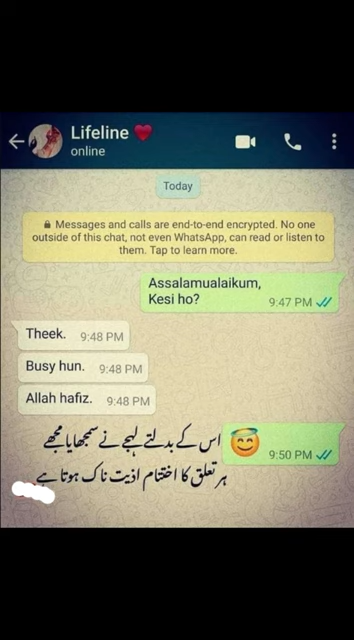 Lifeline
online
Today
Messages and calls are end-to-end encrypted. No one
outside of this chat, not even WhatsApp, can read or listen to
them. Tap to learn more.
Assalamualaikum,
Kesi ho?
9:47 PM
Theek. 9:48 PM
Busy hun. 9:48 PM
Allah hafiz. 9:48 PM
9:50 PM
اس کے بدلتے لہجے نے سمجھایا مجھے
ہر تعلق کا اختتام اذیت ناک ہوتا ہے